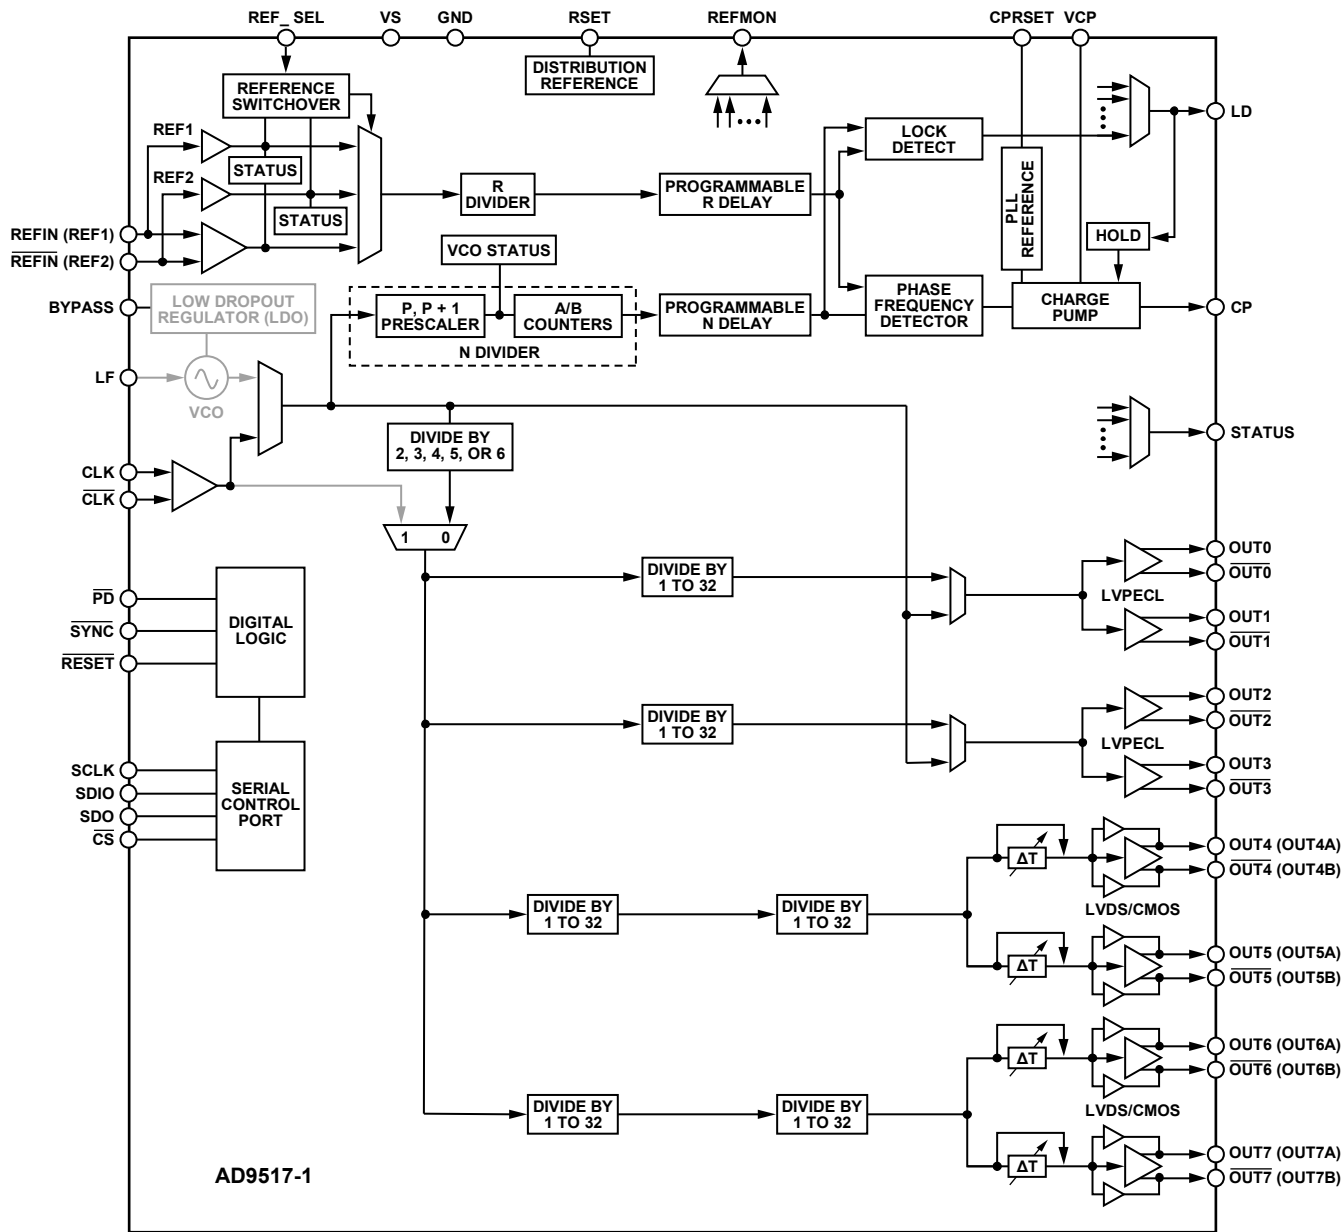 REF_ SEL
VS
GND
RSET
REFMON
CPRSET
VCP
DISTRIBUTION
REFERENCE
REFERENCE
SWITCHOVER
REF1
STATUS
REF2
STATUS
REFIN (REF1)
REFIN (REF2)
R
DIVIDER
PROGRAMMABLE
R DELAY
LOCK
DETECT
PLL
REFERENCE
LD
HOLD
VCO STATUS
BYPASS
LOW DROPOUT
REGULATOR (LDO)
P, P + 1
PRESCALER
A/B
COUNTERS
N DIVIDER
PROGRAMMABLE
N DELAY
PHASE
FREQUENCY
DETECTOR
CHARGE
PUMP
CP
LF
VCO
STATUS
DIVIDE BY
2, 3, 4, 5, OR 6
CLK
CLK
1 0
DIVIDE BY
1 TO 32
LVPECL
OUT0
OUT0
OUT1
OUT1
PD
SYNC
RESET
DIGITAL
LOGIC
DIVIDE BY
1 TO 32
LVPECL
OUT2
OUT2
OUT3
OUT3
SCLK
SDIO
SDO
CS
SERIAL
CONTROL
PORT
DIVIDE BY
1 TO 32
DIVIDE BY
1 TO 32
ΔT
ΔT
LVDS/CMOS
OUT4 (OUT4A)
OUT4 (OUT4B)
OUT5 (OUT5A)
OUT5 (OUT5B)
DIVIDE BY
1 TO 32
DIVIDE BY
1 TO 32
ΔT
ΔT
LVDS/CMOS
OUT6 (OUT6A)
OUT6 (OUT6B)
OUT7 (OUT7A)
OUT7 (OUT7B)
AD9517-1